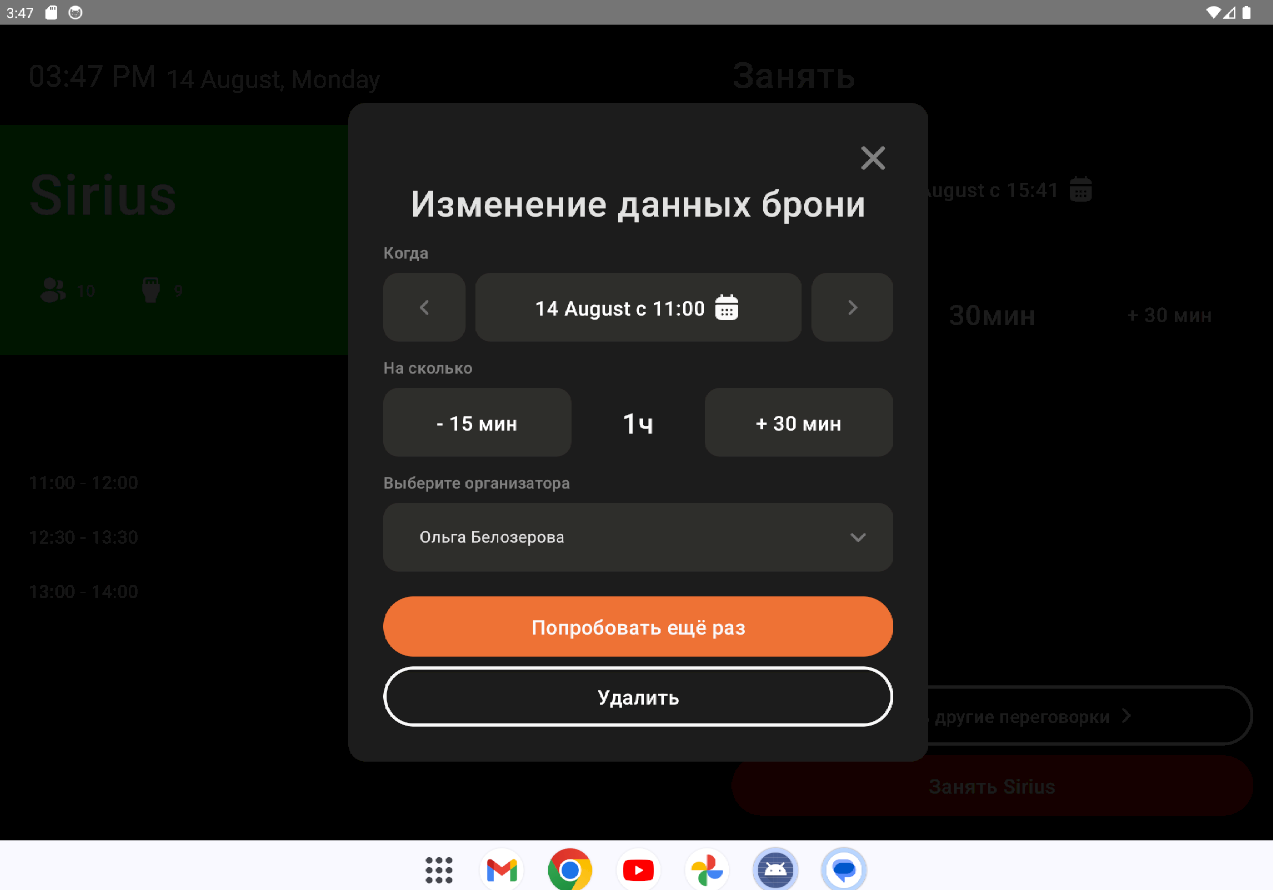 3:47
03:47 PM 14 August, Monday
Занять
Sirius
10 9
August с 15:41
30мин
+ 30 мин
11:00 - 12:00
12:30 - 13:30
13:00 - 14:00
Изменение данных брони
Когда
14 August с 11:00
На сколько
- 15 мин
1ч
+ 30 мин
Выберите организатора
Ольга Белозерова
Попробовать ещё раз
Удалить
другие переговорки
Занять Sirius